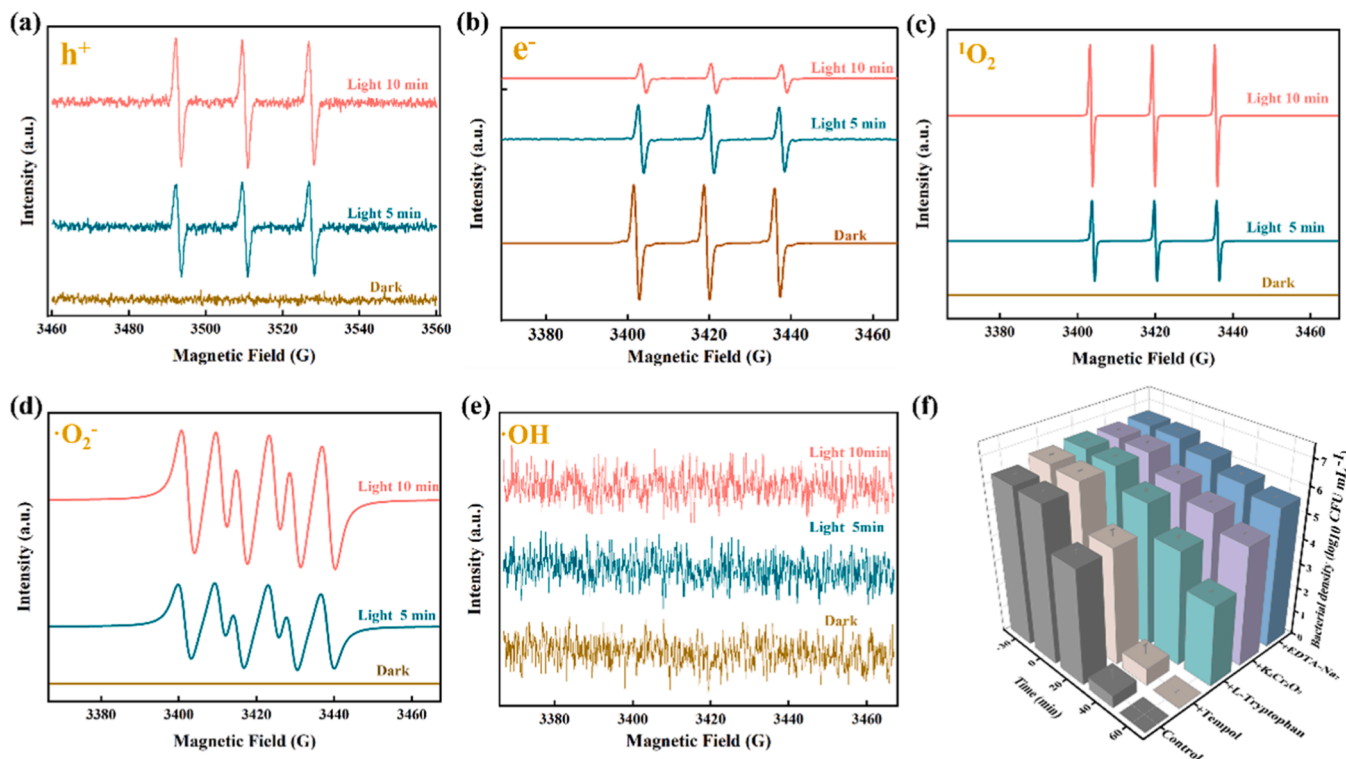 (a)
h⁺
Light 10 min
Light 5 min
Dark
Intensity (a.u.)
3460 3480 3500 3520 3540 3560
Magnetic Field (G)
(b)
e⁻
Light 10 min
Light 5 min
Dark
Intensity (a.u.)
3380 3400 3420 3440 3460
Magnetic Field (G)
(c)
¹O₂
Light 10 min
Light 5 min
Dark
Intensity (a.u.)
3380 3400 3420 3440 3460
Magnetic Field (G)
(d)
·O₂⁻
Light 10 min
Light 5 min
Dark
Intensity (a.u.)
3380 3400 3420 3440 3460
Magnetic Field (G)
(e)
·OH
Light 10min
Light 5min
Dark
Intensity (a.u.)
3380 3400 3420 3440 3460
Magnetic Field (G)
(f)
7
6
5
4
3
2
1
0
Bacterial density (log₁₀ CFU mL⁻¹)
-30
0
20
40
60
Time (min)
Control
+Tempol
+L-Tryptophan
+K₂Cr₂O₇
+EDTA-Na₂